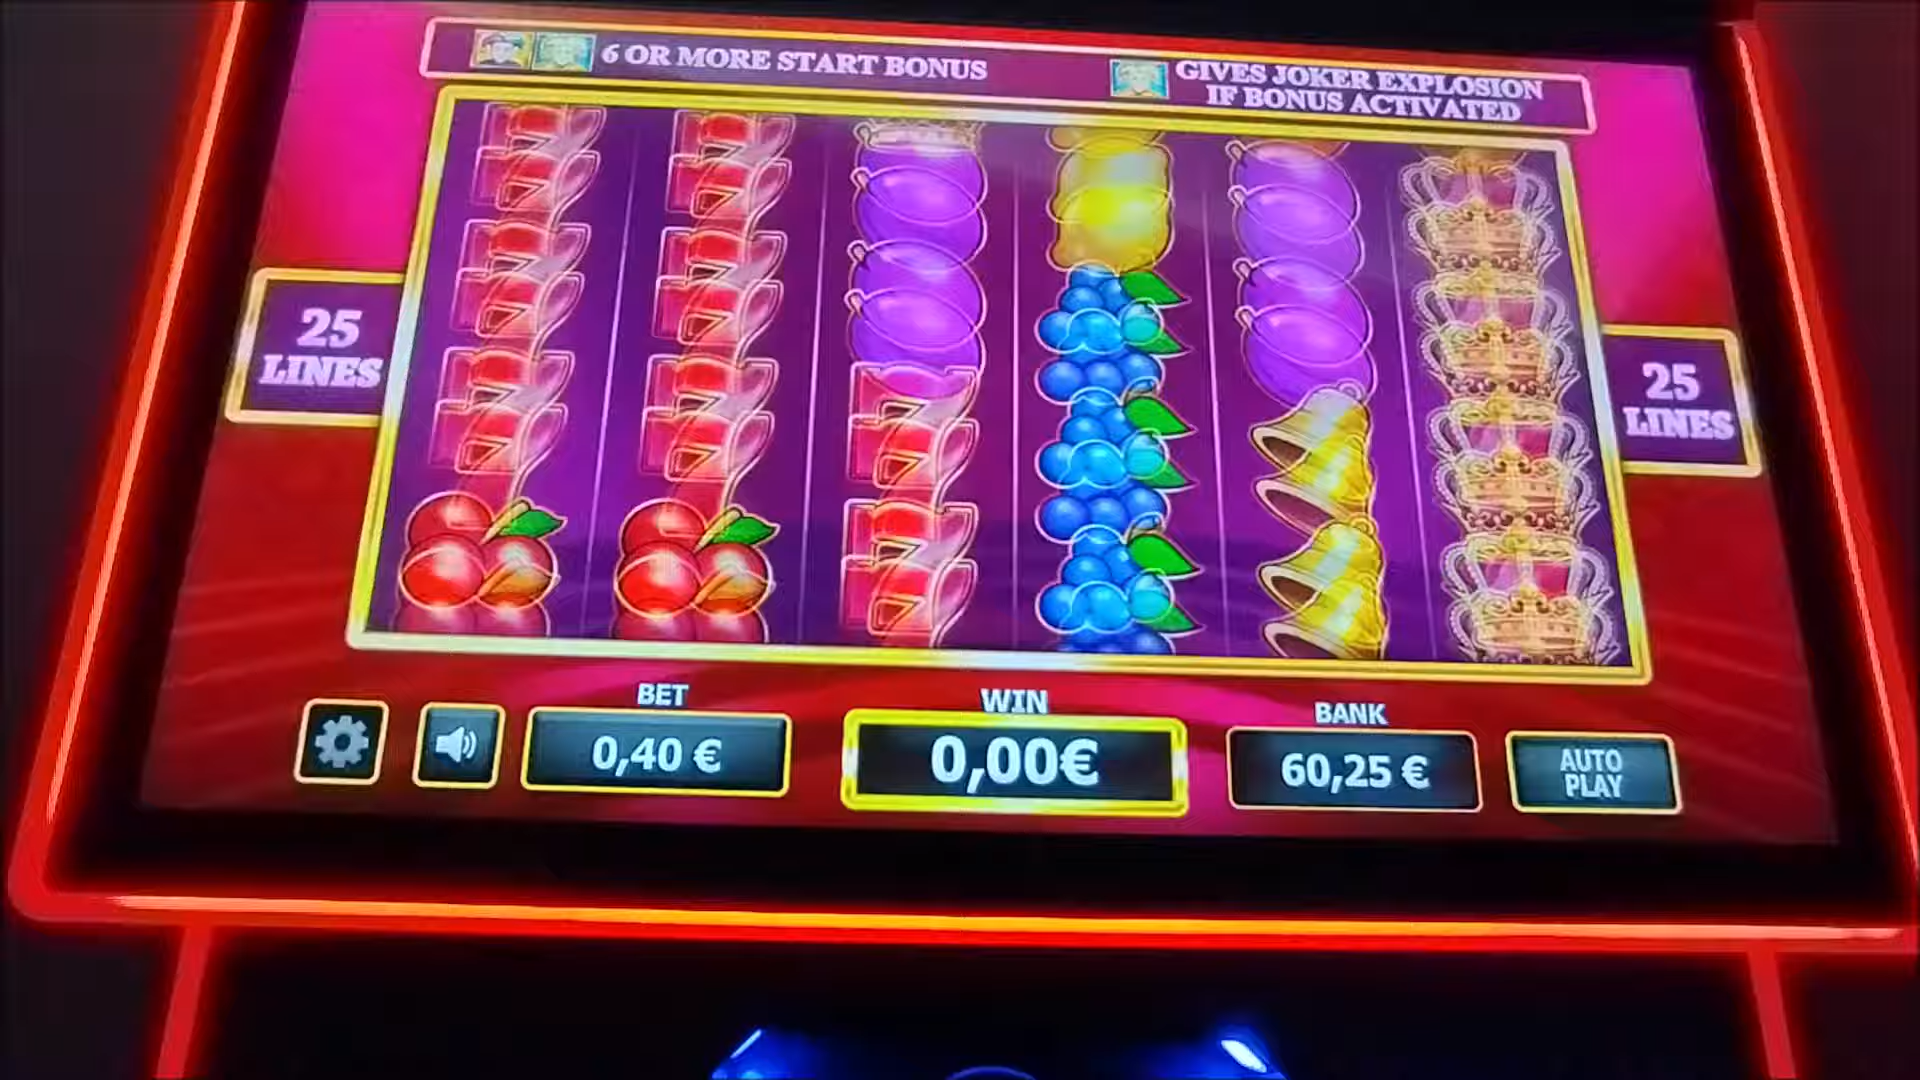 6 OR MORE START BONUS
GIVES JOKER EXPLOSION
IF BONUS ACTIVATED
25
LINES
25
LINES
BET
0,40 €
WIN
0,00€
BANK
60,25 €
AUTO
PLAY